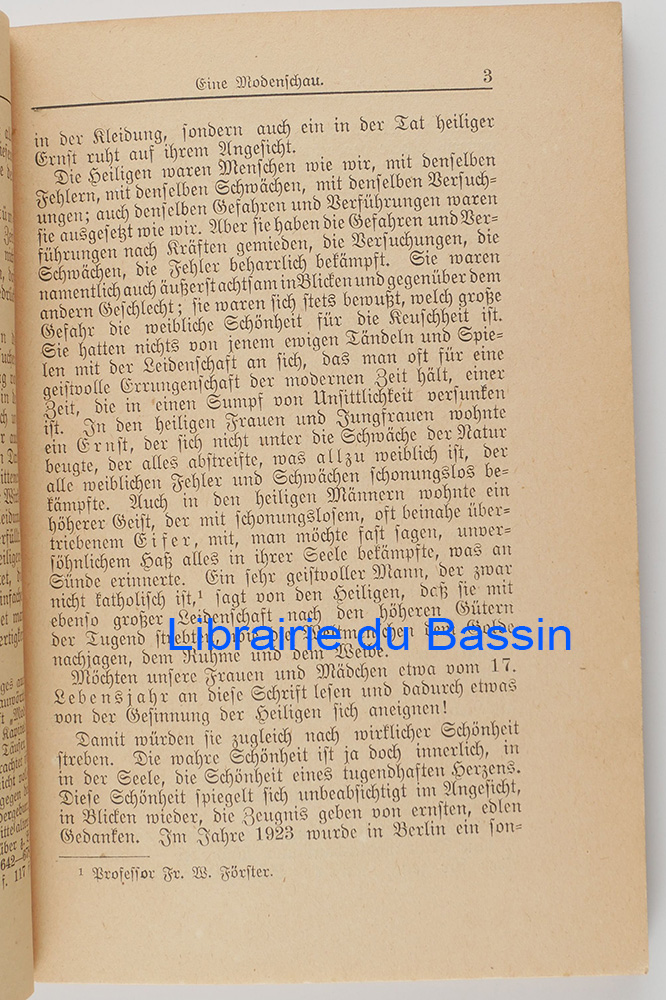 Eine Modenschau. 3
in der Kleidung, sondern auch ein in der Tat heiliger
Ernst ruht auf ihrem Angesicht.
Die Heiligen waren Menschen wie wir, mit denselben
Fehlern, mit denselben Schwächen, mit denselben Versuch-
ungen; auch denselben Gefahren und Verführungen waren
sie ausgesetzt wie wir. Aber sie haben die Gefahren und Ver-
führungen nach Kräften gemieden, die Versuchungen, die
Schwächen, die Fehler beharrlich bekämpft. Sie waren
namentlich auch äußerst achtsam in Blicken und gegenüber dem
andern Geschlecht; sie waren sich stets bewußt, welch große
Gefahr die weibliche Schönheit für die Keuschheit ist.
Sie hatten nichts von jenem ewigen Tändeln und Spie-
len mit der Leidenschaft an sich, das man oft für eine
geistvolle Errungenschaft der modernen Zeit hält, einer
Zeit, die in einen Sumpf von Unsittlichkeit versunken
ist. In den heiligen Frauen und Jungfrauen wohnte
ein Ernst, der sich nicht unter die Schwäche der Natur
beugte, der alles abstreifte, was allzu weiblich ist, der
alle weiblichen Fehler und Schwächen schonungslos be-
kämpfte. Auch in den heiligen Männern wohnte ein
höherer Geist, der mit schonungslosem, oft beinahe über-
triebenem Eifer, mit, man möchte fast sagen, unver-
söhnlichem Haß alles in ihrer Seele bekämpfte, was an
Sünde erinnerte. Ein sehr geistvoller Mann, der zwar
nicht katholisch ist,¹ sagt von den Heiligen, daß sie mit
ebenso großer Leidenschaft nach den höheren Gütern
der Tugend strebten, wie die Weltmenschen dem Golde
nachjagen, dem Ruhme und dem Weibe.
Librairie du Bassin
Möchten unsere Frauen und Mädchen etwa vom 17.
Lebensjahr an diese Schrift lesen und dadurch etwas
von der Gesinnung der Heiligen sich aneignen!
Damit würden sie zugleich nach wirklicher Schönheit
streben. Die wahre Schönheit ist ja doch innerlich, in
in der Seele, die Schönheit eines tugendhaften Herzens.
Diese Schönheit spiegelt sich unbeabsichtigt im Angesicht,
in Blicken wieder, die Zeugnis geben von ernsten, edlen
Gedanken. Im Jahre 1923 wurde in Berlin ein son-
¹ Professor Fr. W. Förster.